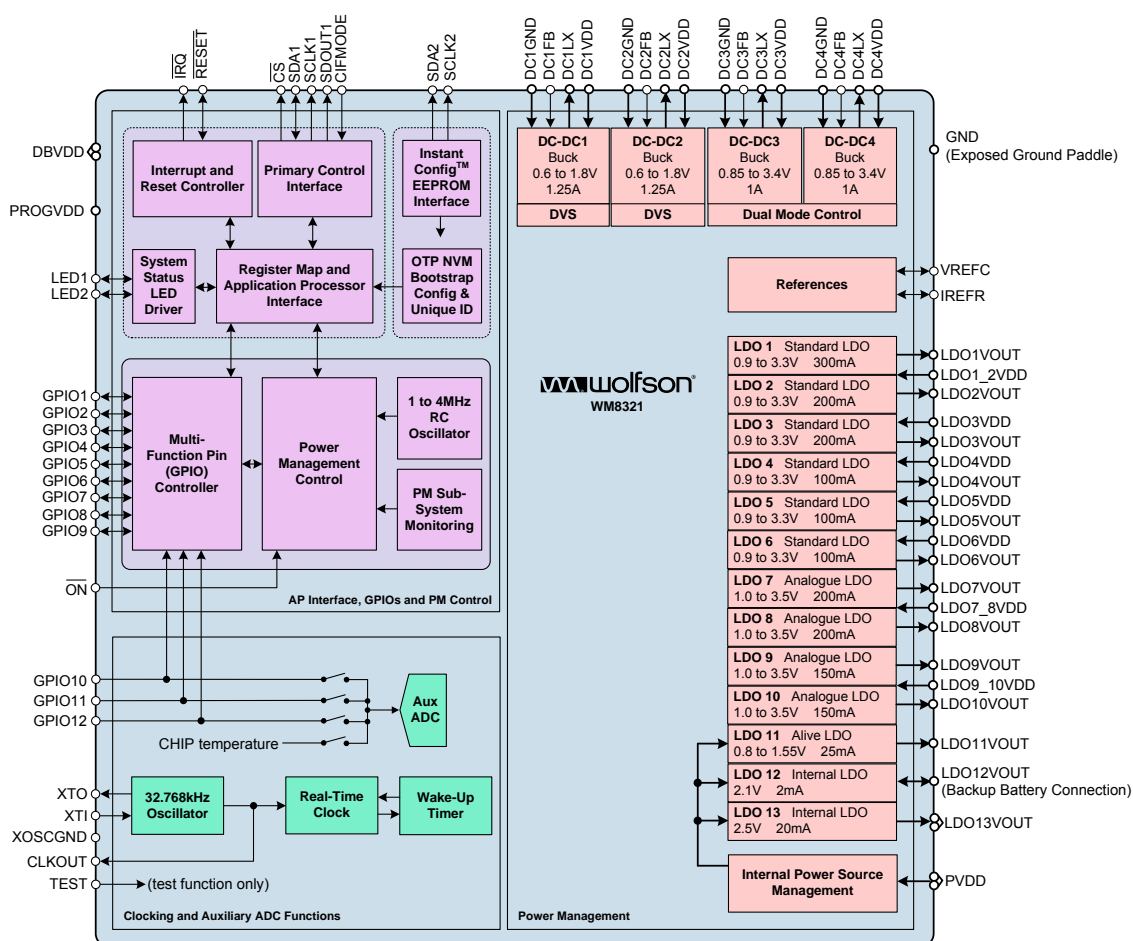 IRQ
RESET
CS
SDA1
SCLK1
SDOUT1
CIFMODE
SDA2
SCLK2
DC1GND
DC1FB
DC1LX
DC1VDD
DC2GND
DC2FB
DC2LX
DC2VDD
DC3GND
DC3FB
DC3LX
DC3VDD
DC4GND
DC4FB
DC4LX
DC4VDD
DBVDD
PROGVDD
LED1
LED2
GPIO1
GPIO2
GPIO3
GPIO4
GPIO5
GPIO6
GPIO7
GPIO8
GPIO9
ON
GPIO10
GPIO11
GPIO12
XTO
XTI
XOSCGND
CLKOUT
TEST
Interrupt and
Reset Controller
Primary Control
Interface
Instant
Config™
EEPROM
Interface
System
Status
LED
Driver
Register Map and
Application Processor
Interface
OTP NVM
Bootstrap
Config &
Unique ID
Multi-
Function Pin
(GPIO)
Controller
Power
Management
Control
1 to 4MHz
RC
Oscillator
PM Sub-
System
Monitoring
AP Interface, GPIOs and PM Control
CHIP temperature
Aux
ADC
32.768kHz
Oscillator
Real-Time
Clock
Wake-Up
Timer
(test function only)
Clocking and Auxiliary ADC Functions
DC-DC1
Buck
0.6 to 1.8V
1.25A
DVS
DC-DC2
Buck
0.6 to 1.8V
1.25A
DVS
DC-DC3
Buck
0.85 to 3.4V
1A
DC-DC4
Buck
0.85 to 3.4V
1A
Dual Mode Control
References
wolfson®
WM8321
LDO 1 Standard LDO
0.9 to 3.3V 300mA
LDO 2 Standard LDO
0.9 to 3.3V 200mA
LDO 3 Standard LDO
0.9 to 3.3V 200mA
LDO 4 Standard LDO
0.9 to 3.3V 100mA
LDO 5 Standard LDO
0.9 to 3.3V 100mA
LDO 6 Standard LDO
0.9 to 3.3V 100mA
LDO 7 Analogue LDO
1.0 to 3.5V 200mA
LDO 8 Analogue LDO
1.0 to 3.5V 200mA
LDO 9 Analogue LDO
1.0 to 3.5V 150mA
LDO 10 Analogue LDO
1.0 to 3.5V 150mA
LDO 11 Alive LDO
0.8 to 1.55V 25mA
LDO 12 Internal LDO
2.1V 2mA
LDO 13 Internal LDO
2.5V 20mA
Internal Power Source
Management
Power Management
GND
(Exposed Ground Paddle)
VREFC
IREFR
LDO1VOUT
LDO1_2VDD
LDO2VOUT
LDO3VDD
LDO3VOUT
LDO4VDD
LDO4VOUT
LDO5VDD
LDO5VOUT
LDO6VDD
LDO6VOUT
LDO7VOUT
LDO7_8VDD
LDO8VOUT
LDO9VOUT
LDO9_10VDD
LDO10VOUT
LDO11VOUT
LDO12VOUT
(Backup Battery Connection)
LDO13VOUT
PVDD